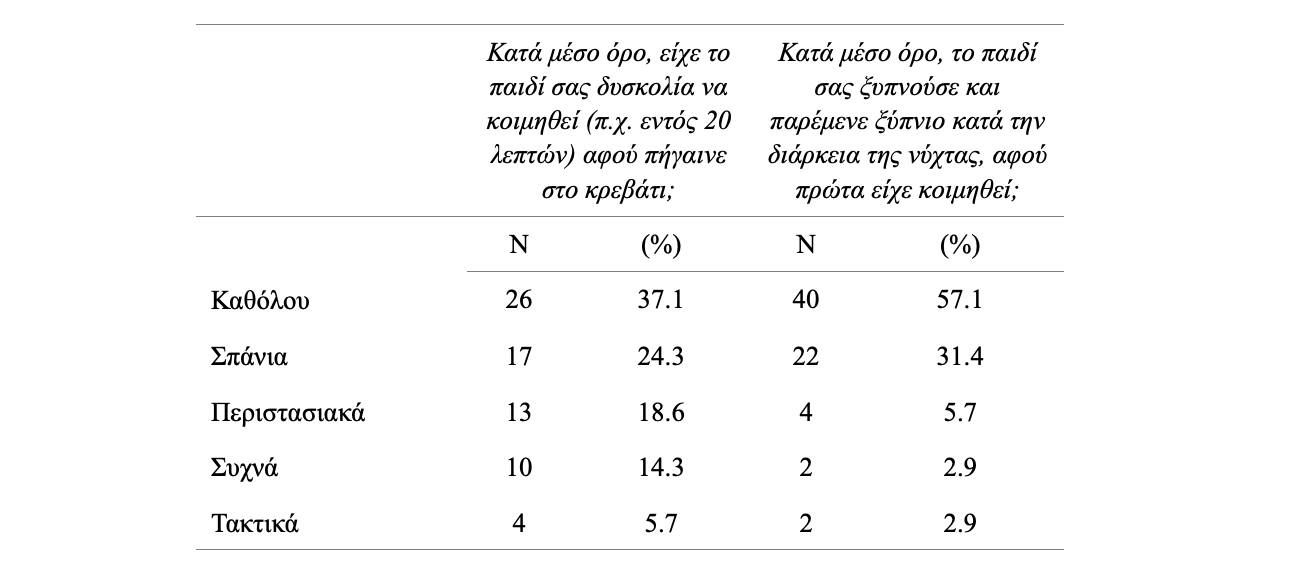 Κατά μέσο όρο, είχε το
παιδί σας δυσκολία να
κοιμηθεί (π.χ. εντός 20
λεπτών) αφού πήγαινε
στο κρεβάτι;
Κατά μέσο όρο, το παιδί
σας ξυπνούσε και
παρέμενε ξύπνιο κατά την
διάρκεια της νύχτας, αφού
πρώτα είχε κοιμηθεί;
N (%) N (%)
Καθόλου 26 37.1 40 57.1
Σπάνια 17 24.3 22 31.4
Περιστασιακά 13 18.6 4 5.7
Συχνά 10 14.3 2 2.9
Τακτικά 4 5.7 2 2.9